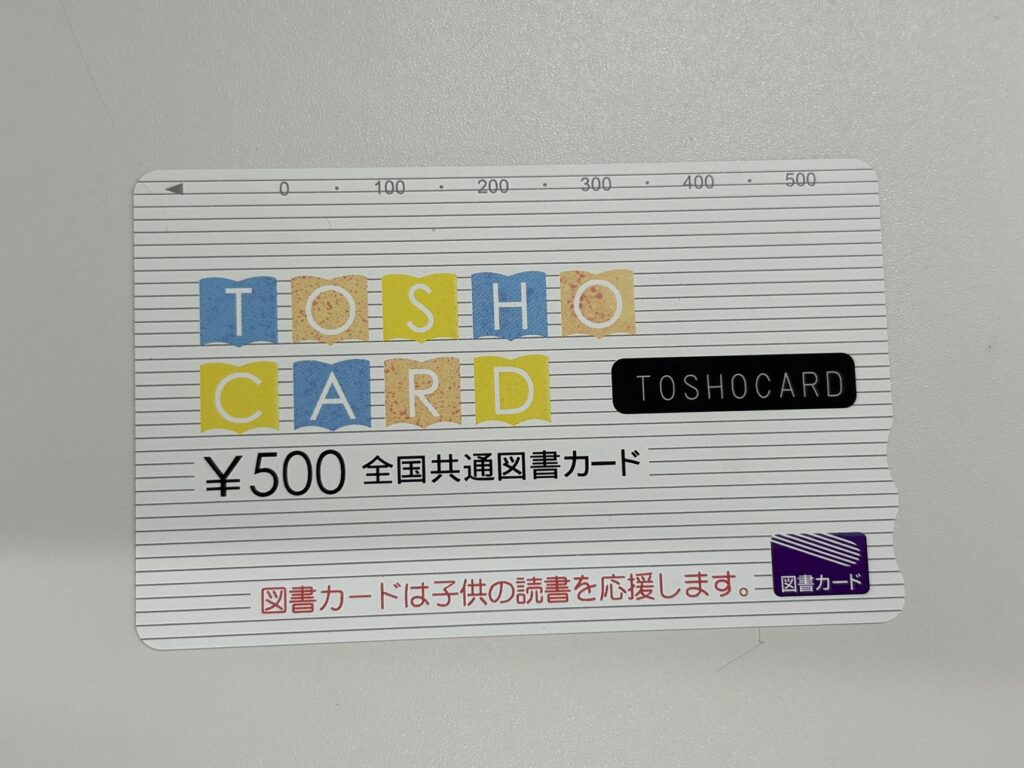 ◀ 0 · 100 · 200 · 300 · 400 · 500
TOSHO
CARD
TOSHOCARD
¥500 全国共通図書カード
図書カード
図書カードは子供の読書を応援します。